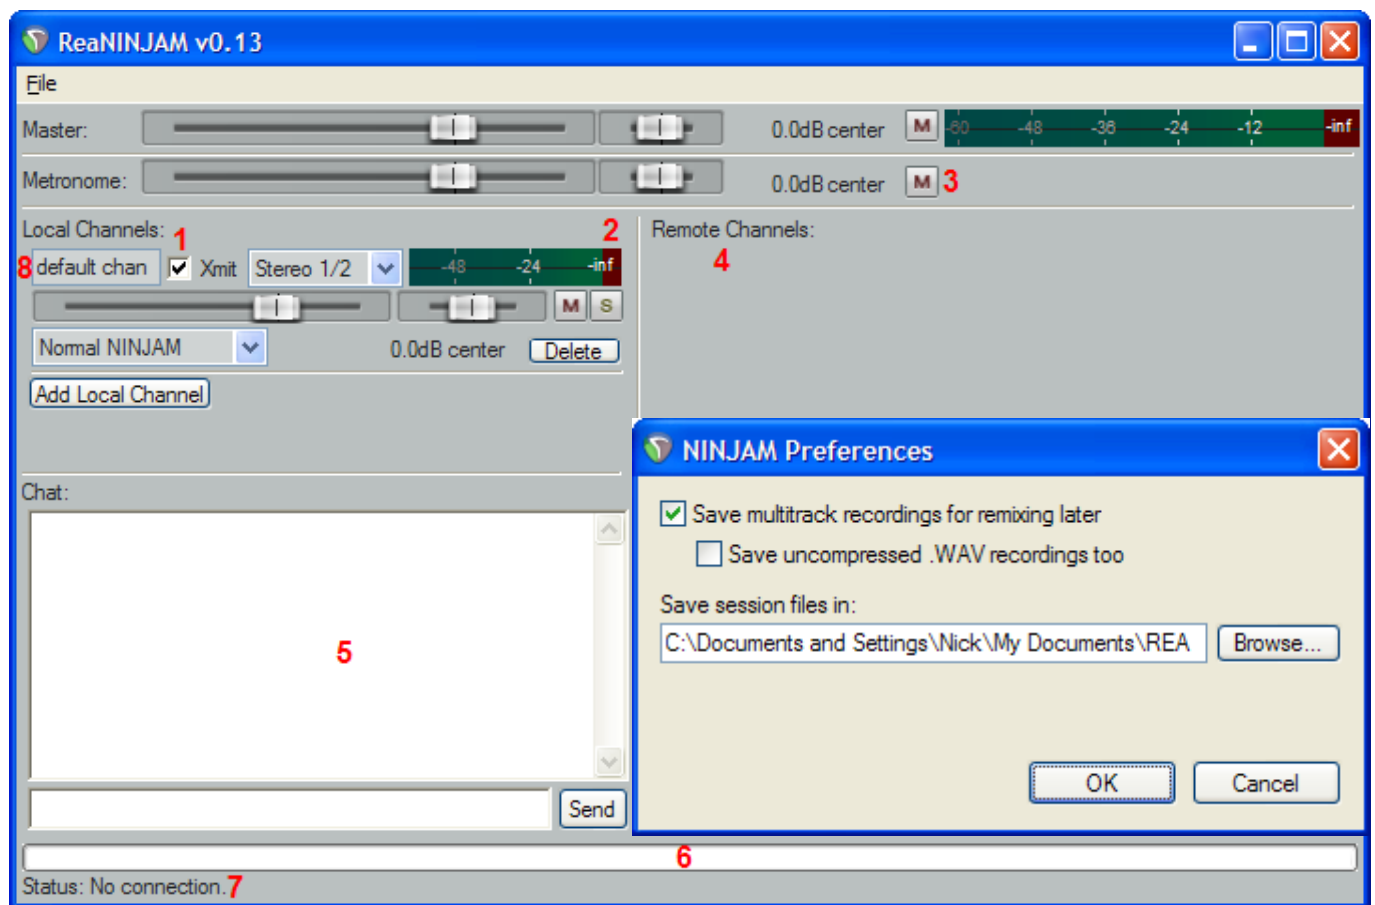 ReaNINJAM v0.13
File
Master: 0.0dB center M -60 -48 -36 -24 -12 -inf
Metronome: 0.0dB center M 3
Local Channels: 1 2 Remote Channels:
8 default chan Xmit Stereo 1/2 -48 -24 -inf 4
M S
Normal NINJAM 0.0dB center Delete
Add Local Channel
NINJAM Preferences
Chat:
Save multitrack recordings for remixing later
Save uncompressed .WAV recordings too
Save session files in:
C:\Documents and Settings\Nick\My Documents\REA Browse...
5
OK Cancel
Send
6
Status: No connection. 7